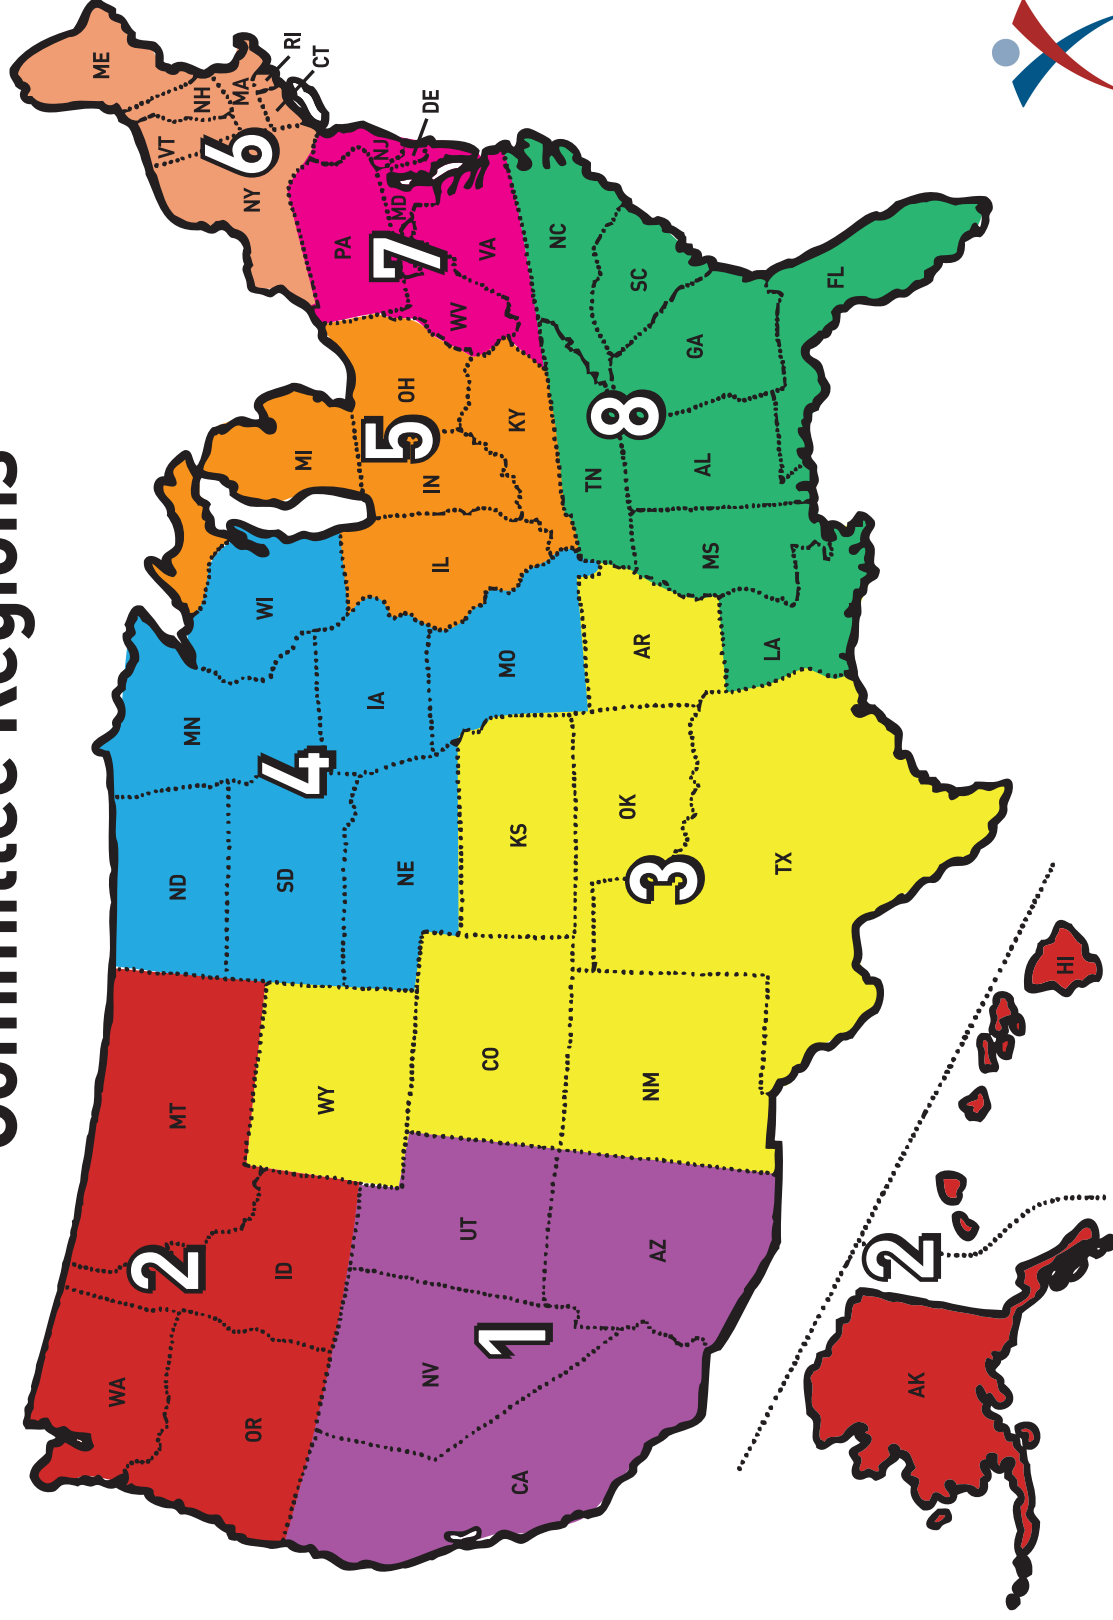 Committee Regions
WA
OR
2
MT
ID
WY
CA
NV
1
UT
AZ
CO
NM
3
KS
OK
TX
AR
ND
SD
NE
4
MN
IA
MO
WI
IL
IN
5
MI
OH
KY
TN
8
MS
AL
LA
GA
FL
SC
NC
PA
7
WV
VA
MD
NJ
DE
NY
6
VT
NH
MA
ME
RI
CT
AK
2
HI